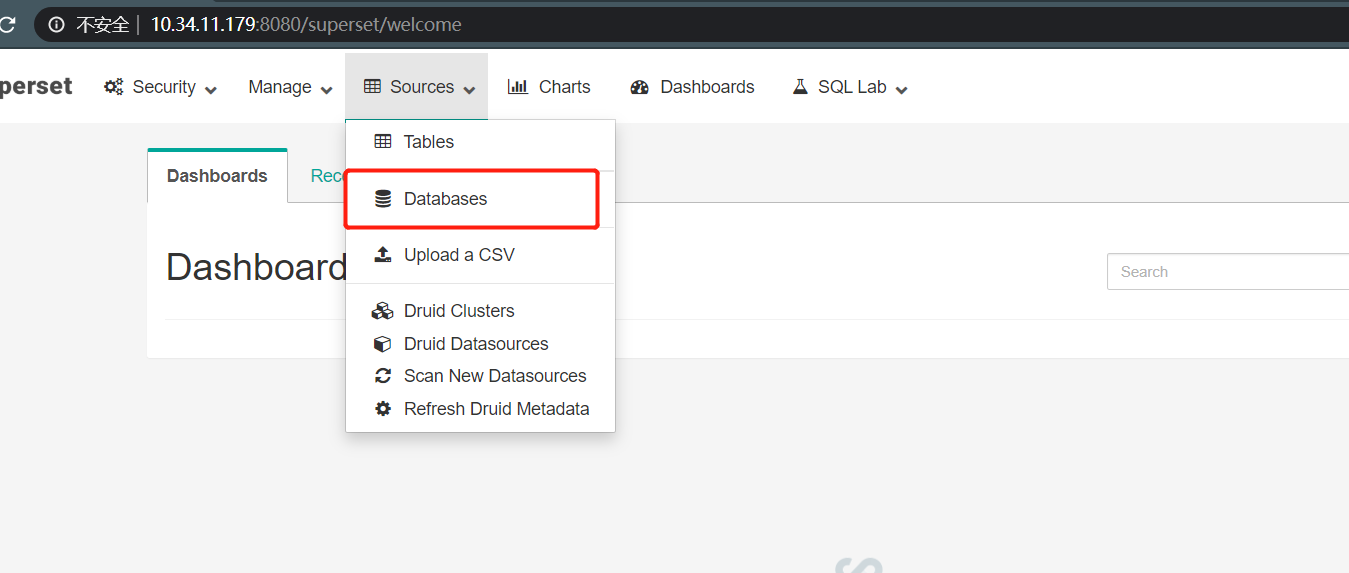 不安全 | 10.34.11.179:8080/superset/welcome
perset Security Manage Sources Charts Dashboards SQL Lab
Tables
Dashboards Rec
Databases
Upload a CSV
Dashboard
Search
Druid Clusters
Druid Datasources
Scan New Datasources
Refresh Druid Metadata